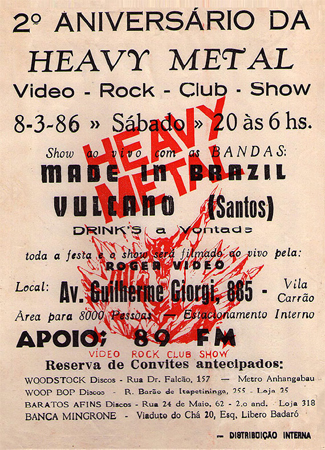 2º ANIVERSÁRIO DA
HEAVY METAL
Video - Rock - Club - Show
8-3-86 » Sábado » 20 às 6 hs.
HEAVY
METAL
Show ao vivo com as BANDAS:
MADE IN BRAZIL
VULCANO (Santos)
DRINK'S a Vontade
toda a festa e o show será filmado ao vivo pela:
ROGER VIDEO
Local: Av. Guilherme Giorgi, 885 - Vila Carrão
Area para 8000 Pessoas — Estacionamento Interno
APOIO; 89 FM
VIDEO ROCK CLUB SHOW
Reserva de Convites antecipados:
WOODSTOCK Discos - Rua Dr. Falcão, 157 — Metro Anhangabau
WOOP BOP Discos - R. Barão de Itapetininga, 255 - Loja 25
BARATOS AFINS Discos - Rua 24 de Maio, 62 - 2.o and. Loja 318
BANCA MINGRONE - Viaduto do Chá 20, Esq. Libero Badaró
— DISTRIBOIÇÃO INTERNA